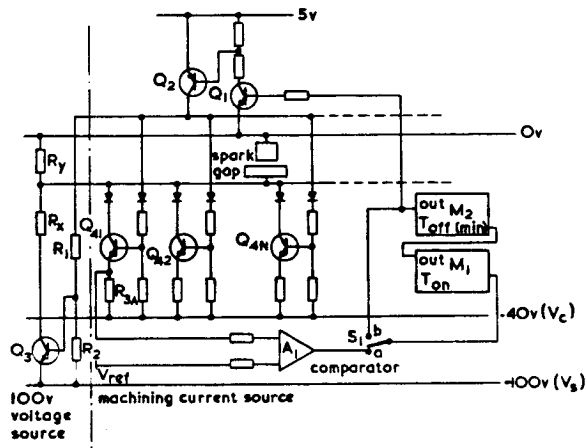 5v
Q2
Q1
0v
Ry
spark
gap
out M2
Toff(min)
Rx
Q41
R1
Q42
Q4N
out M1
Ton
R3A
-40v(Vc)
S1
b
a
A1
Q3
R2
Vref
comparator
-100v(Vs)
100v
voltage
source
machining current source